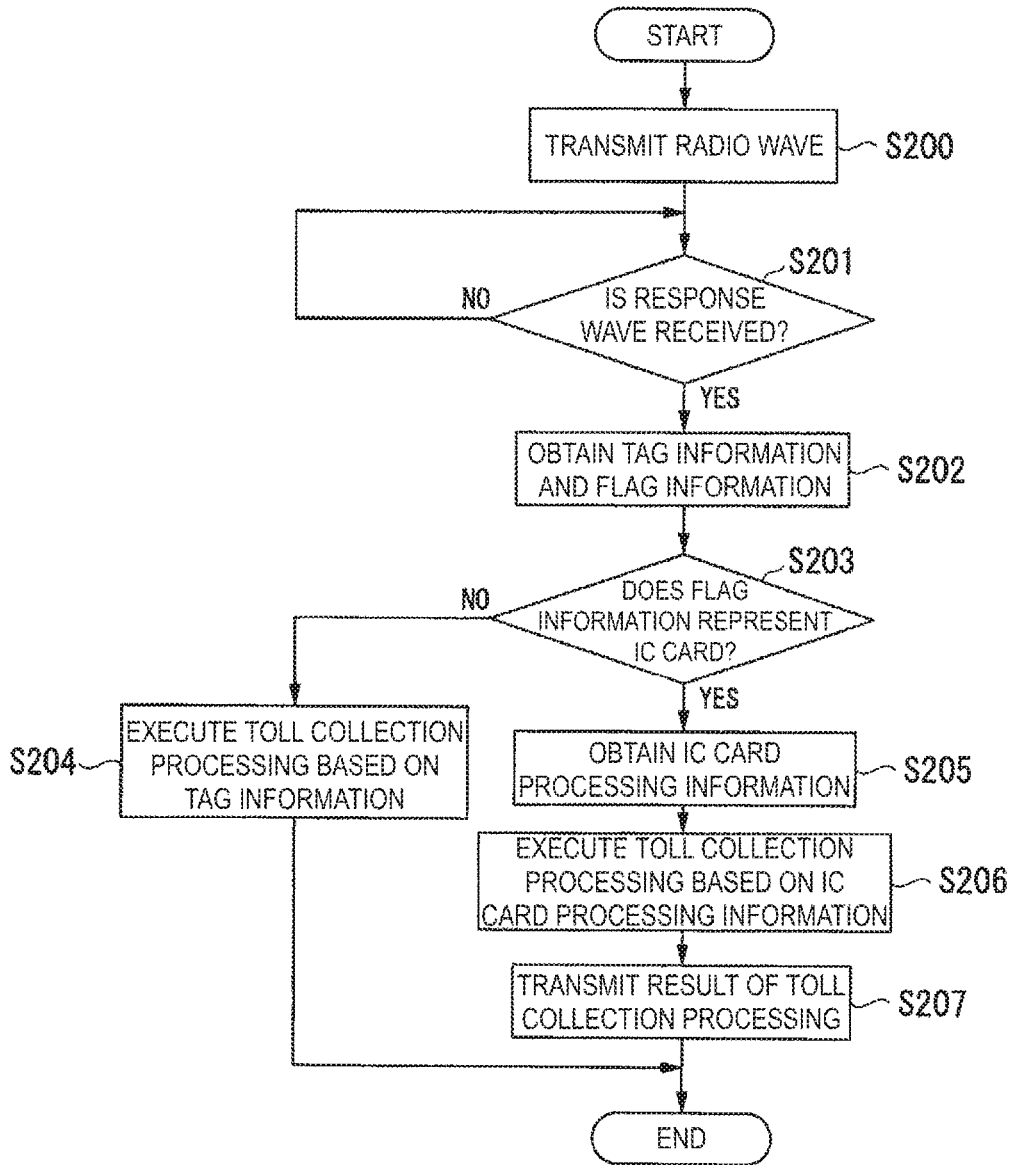 START
TRANSMIT RADIO WAVE
S200
S201
NO
IS RESPONSE
WAVE RECEIVED?
YES
OBTAIN TAG INFORMATION
AND FLAG INFORMATION
S202
S203
NO
DOES FLAG
INFORMATION REPRESENT
IC CARD?
YES
S204
EXECUTE TOLL COLLECTION
PROCESSING BASED ON
TAG INFORMATION
OBTAIN IC CARD
PROCESSING INFORMATION
S205
EXECUTE TOLL COLLECTION
PROCESSING BASED ON IC
CARD PROCESSING INFORMATION
S206
TRANSMIT RESULT OF TOLL
COLLECTION PROCESSING
S207
END